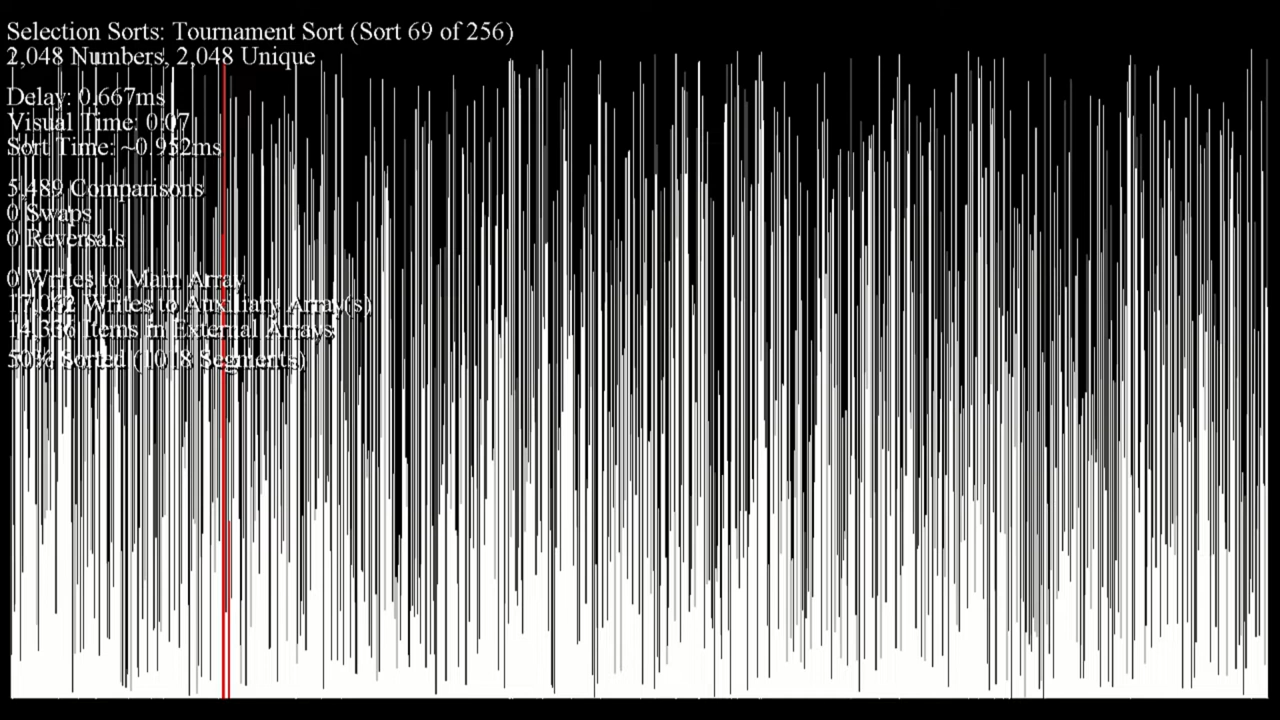 Selection Sorts: Tournament Sort (Sort 69 of 256)
2,048 Numbers, 2,048 Unique
Delay: 0.667ms
Visual Time: 0:07
Sort Time: ~0.952ms
5,489 Comparisons
0 Swaps
0 Reversals
0 Writes to Main Array
Writes to Auxiliary Array(s)
14,336 Items in External Arrays
50% Sorted (1018 Segments)